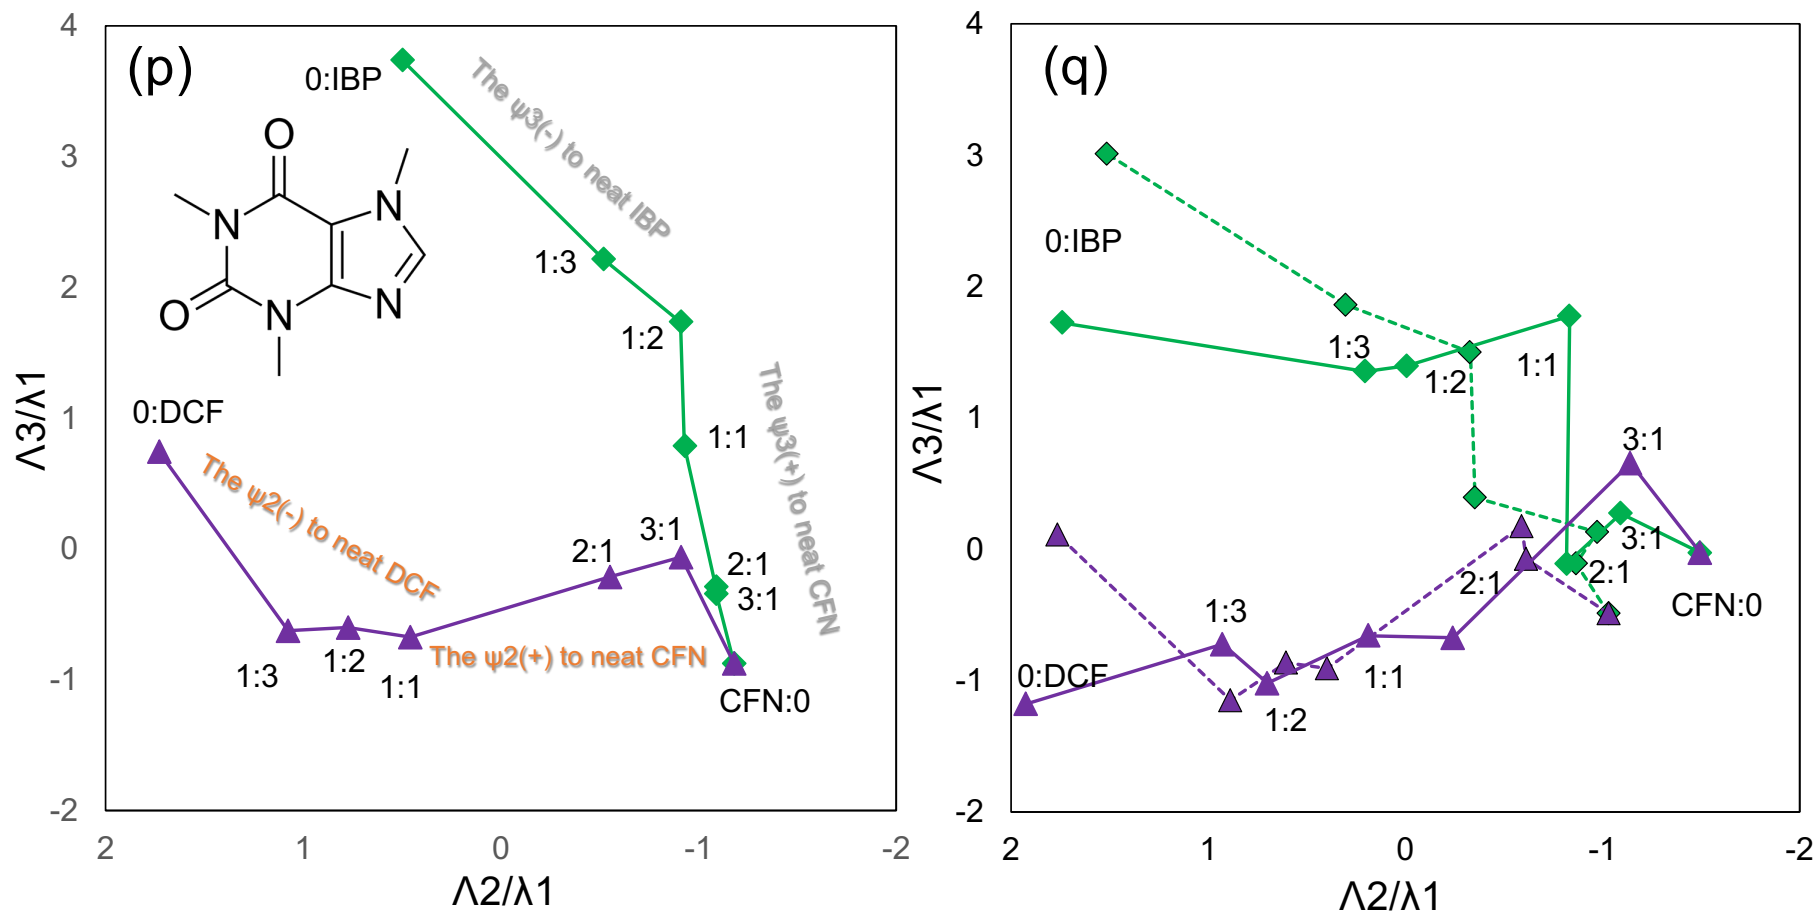 (p)
4
3
2
1
0
-1
-2
Λ3/λ1
0:IBP
The ψ3(-) to neat IBP
O
N
N
O
N
N
1:3
1:2
1:1
The ψ3(+) to neat CFN
0:DCF
The ψ2(-) to neat DCF
2:1
3:1
2:1
3:1
1:3
1:2
1:1
The ψ2(+) to neat CFN
CFN:0
2
1
0
-1
-2
Λ2/λ1
(q)
4
3
2
1
0
-1
-2
Λ3/λ1
0:IBP
1:3
1:2
1:1
3:1
3:1
2:1
2:1
CFN:0
1:3
0:DCF
1:1
1:2
2
1
0
-1
-2
Λ2/λ1